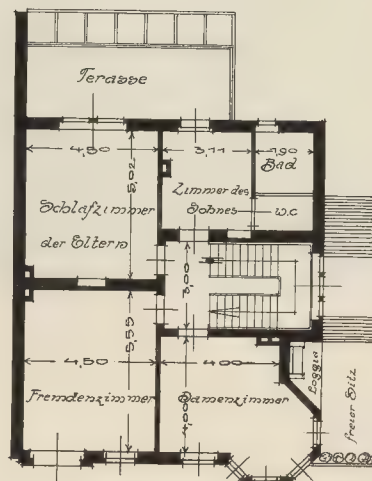 Terasse
4,50
3,11
1,90
Bad
5,02
Zimmer des
Sohnes
W.C
Schlafzimmer
der Eltern
3,00
5,55
4,50
4,00
Loggia
Fremdenzimmer
4,00
Damenzimmer
freier Sitz